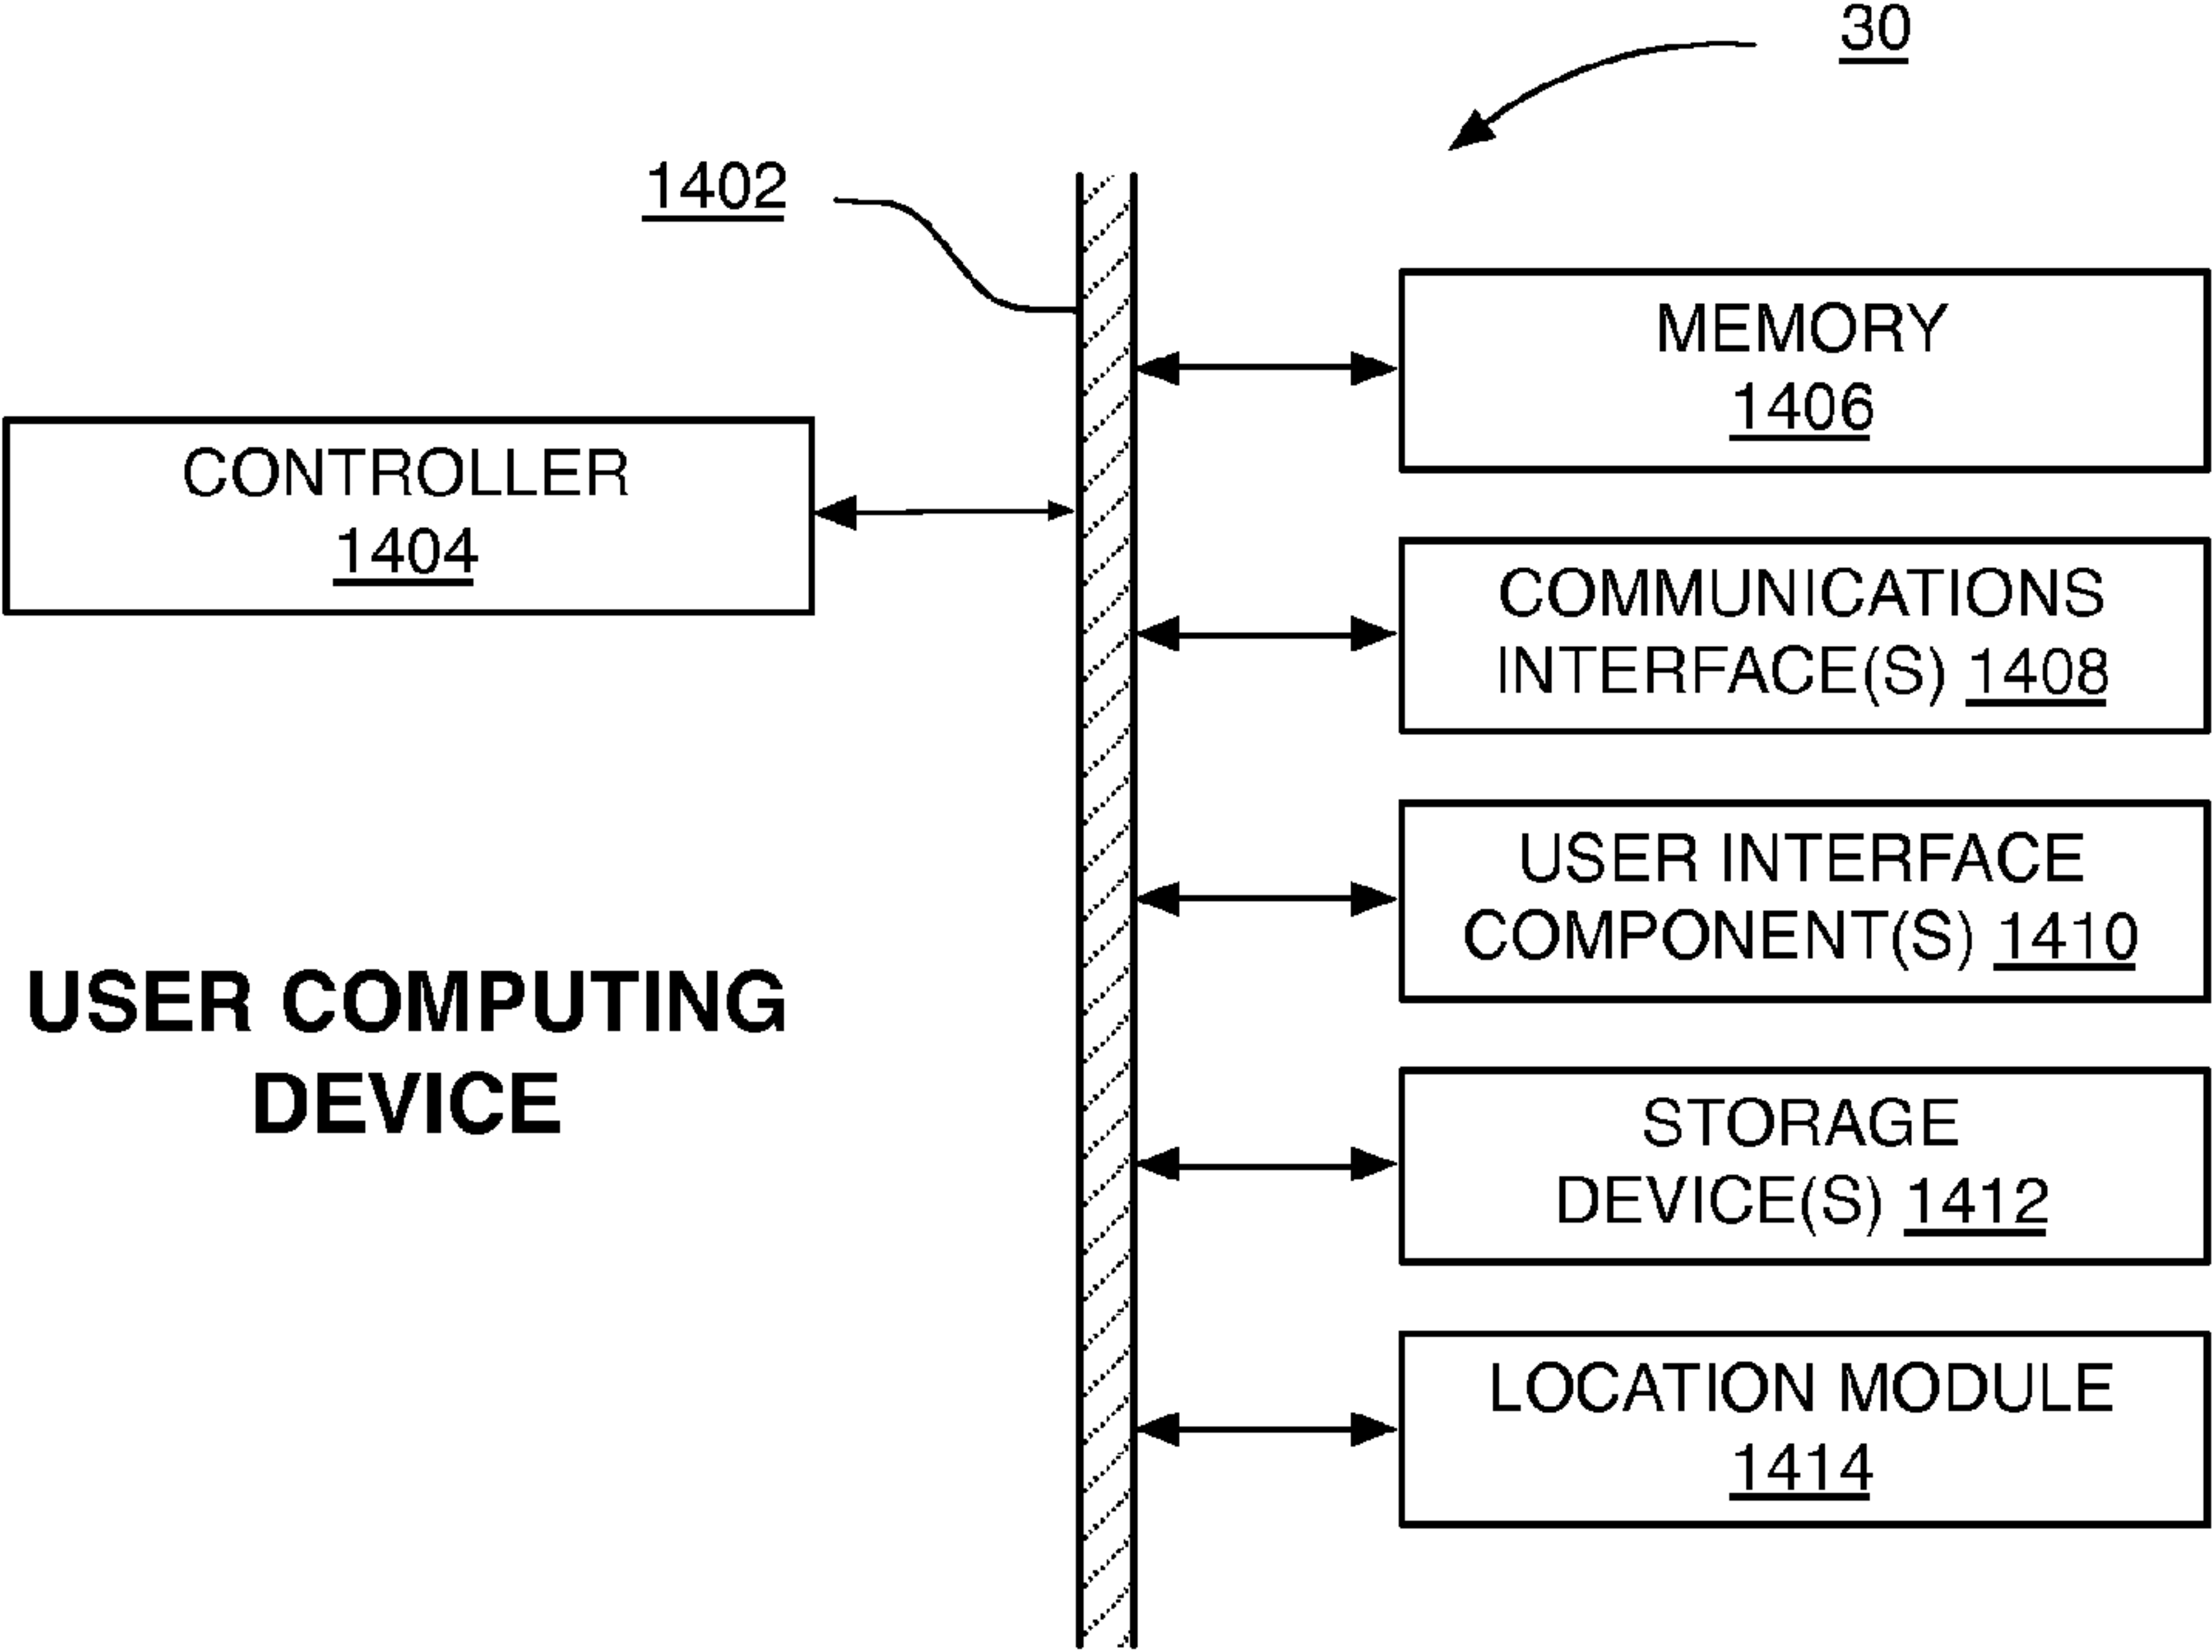 30
1402
MEMORY
1406
CONTROLLER
1404
COMMUNICATIONS
INTERFACE(S) 1408
USER INTERFACE
COMPONENT(S) 1410
USER COMPUTING
DEVICE
STORAGE
DEVICE(S) 1412
LOCATION MODULE
1414